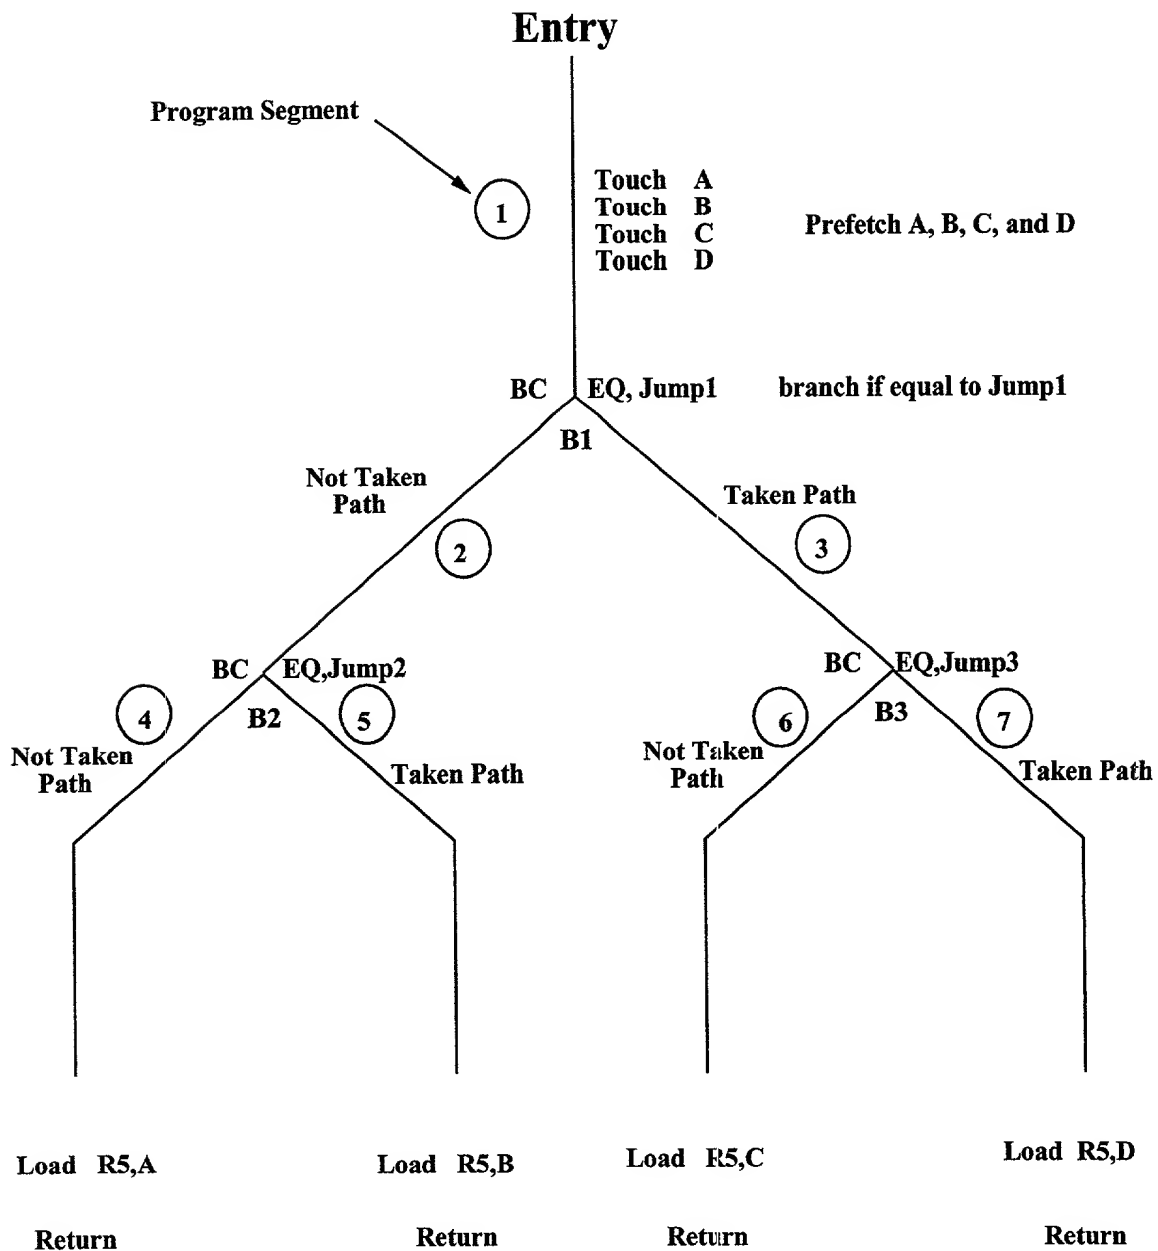 Entry
Program Segment
1
Touch A
Touch B
Touch C
Touch D
Prefetch A, B, C, and D
BC EQ, Jump1 branch if equal to Jump1
B1
Not Taken
Path
Taken Path
2
3
BC EQ,Jump2
BC EQ,Jump3
4
B2
5
6
B3
7
Not Taken
Path
Taken Path
Not Taken
Path
Taken Path
Load R5,A
Load R5,B
Load R5,C
Load R5,D
Return
Return
Return
Return